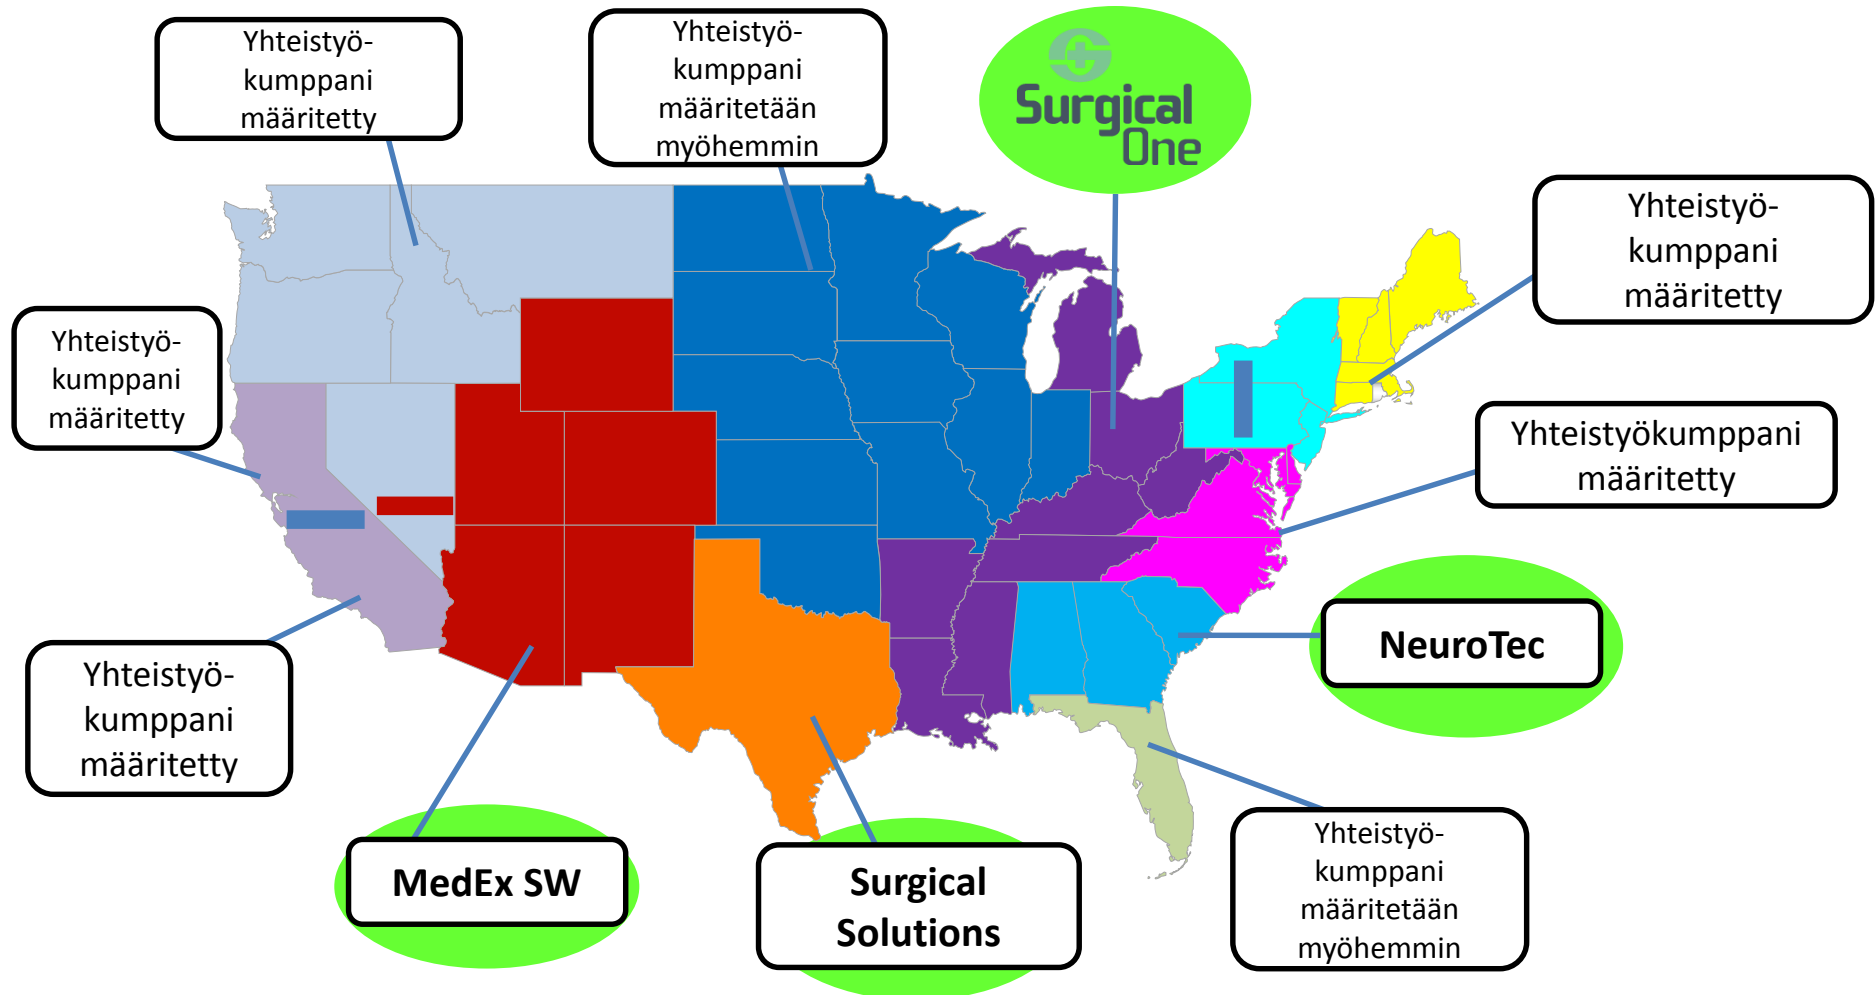 Yhteistyö-
kumppani
määritetty
Yhteistyö-
kumppani
määritetään
myöhemmin
Surgical
One
Yhteistyö-
kumppani
määritetty
Yhteistyö-
kumppani
määritetty
Yhteistyökumppani
määritetty
NeuroTec
Yhteistyö-
kumppani
määritetty
MedEx SW
Surgical
Solutions
Yhteistyö-
kumppani
määritetään
myöhemmin